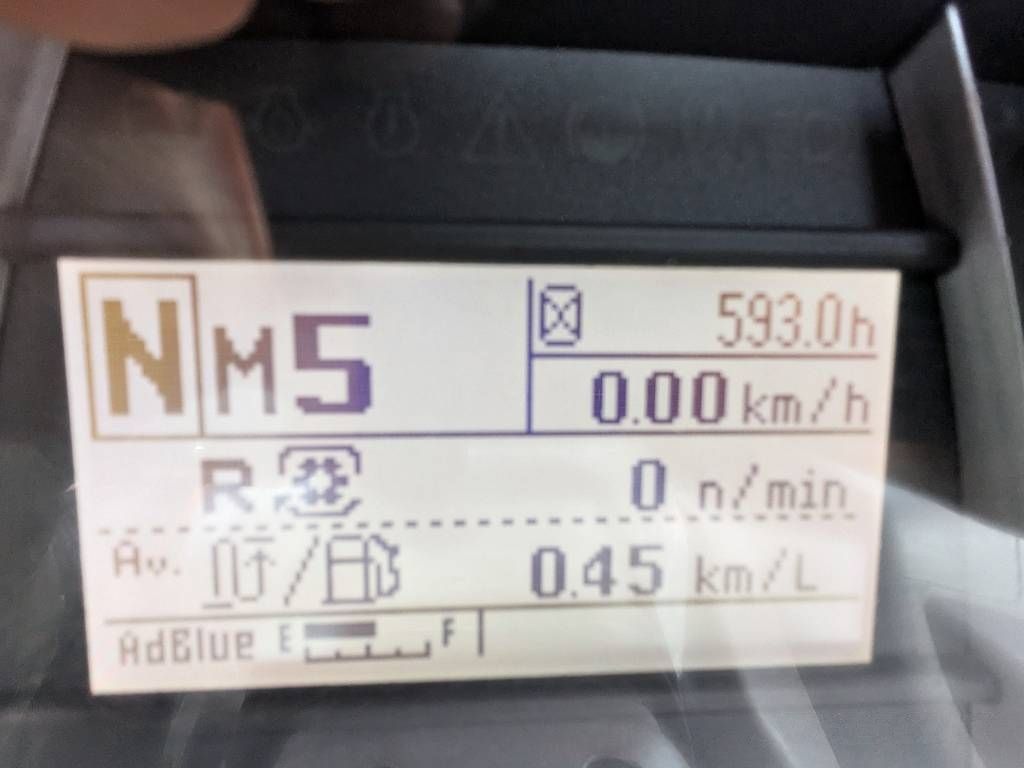 N M5 593.0h
0.00 km/h
R 0 n/min
Av. / 0.45 km/L
AdBlue E F